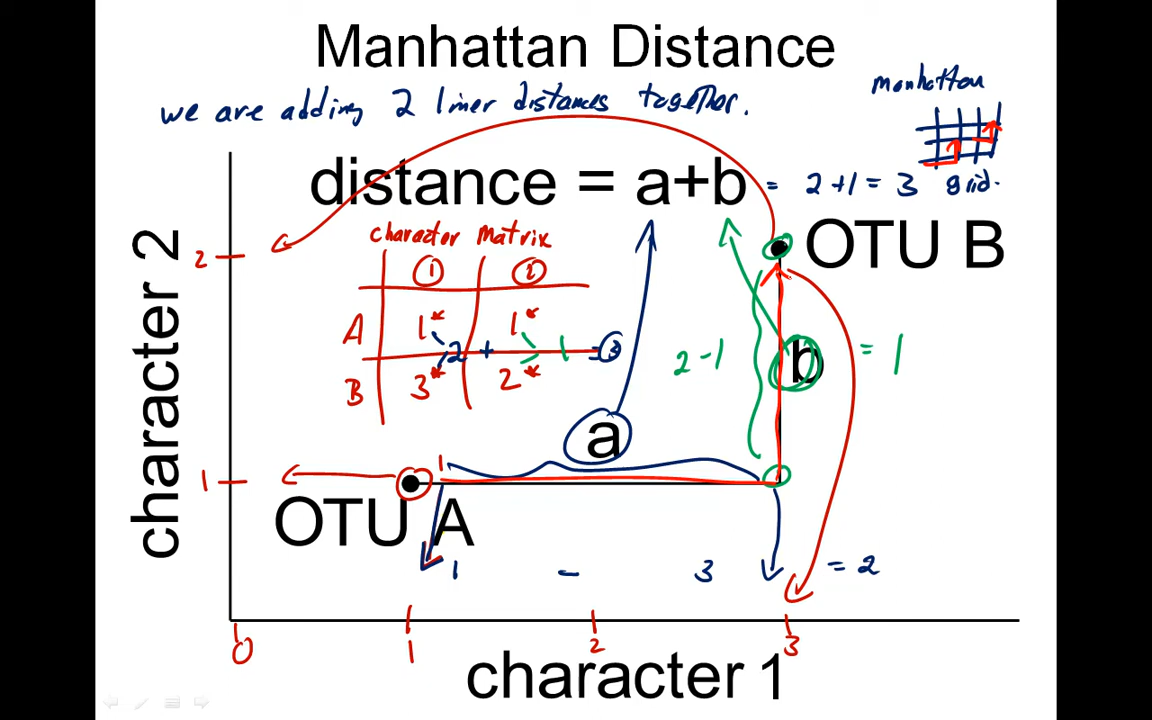 Manhattan Distance
manhattan
we are adding 2 liner distances together.
distance = a+b = 2+1 = 3 grid.
character matrix
OTU B
2
1 2
A 1* 1*
2 + 1 = 3
B 3* 2*
2-1 b = 1
a
1
1
OTU A
1 - 3 = 2
0 1 2 3
character 1
character 2